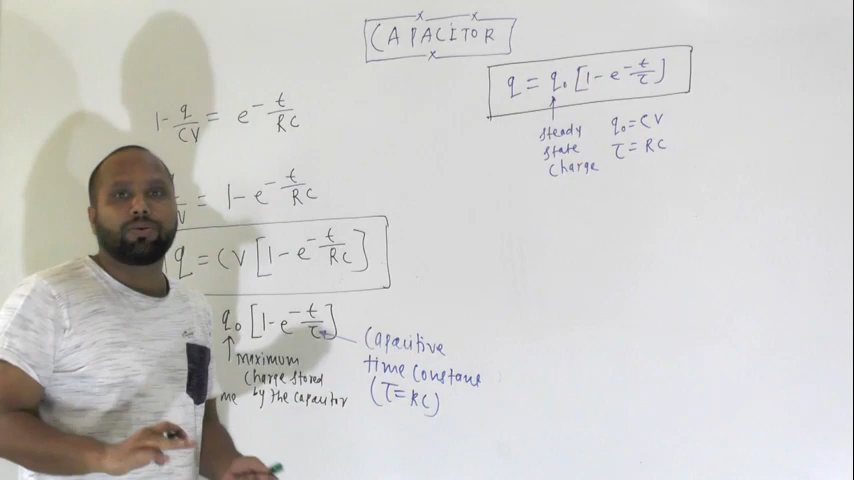 CAPACITOR
1-q/CV = e^-t/RC
/V = 1-e^-t/RC
q = CV[1-e^-t/RC]
q₀[1-e^-t/τ]
maximum
charge stored
me by the capacitor
Capacitive
time constant
(τ=RC)
q = q₀[1-e^-t/τ]
steady
state
charge
q₀=CV
τ=RC